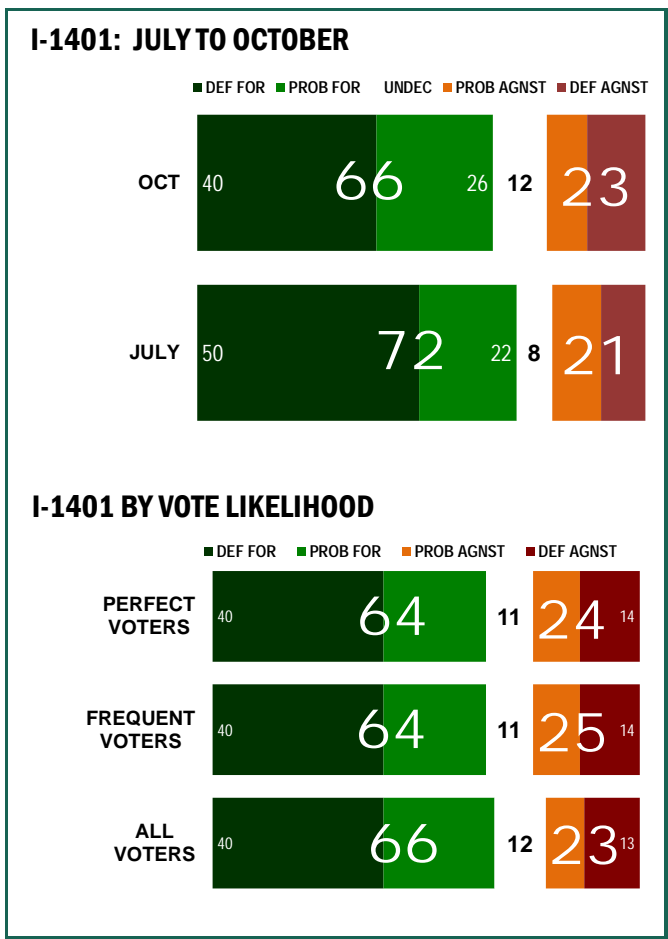 I-1401: JULY TO OCTOBER
DEF FOR PROB FOR UNDEC PROB AGNST DEF AGNST
OCT 40 66 26 12 23
JULY 50 72 22 8 21
I-1401 BY VOTE LIKELIHOOD
DEF FOR PROB FOR PROB AGNST DEF AGNST
PERFECT
VOTERS
40 64 11 24 14
FREQUENT
VOTERS
40 64 11 25 14
ALL
VOTERS
40 66 12 23 13